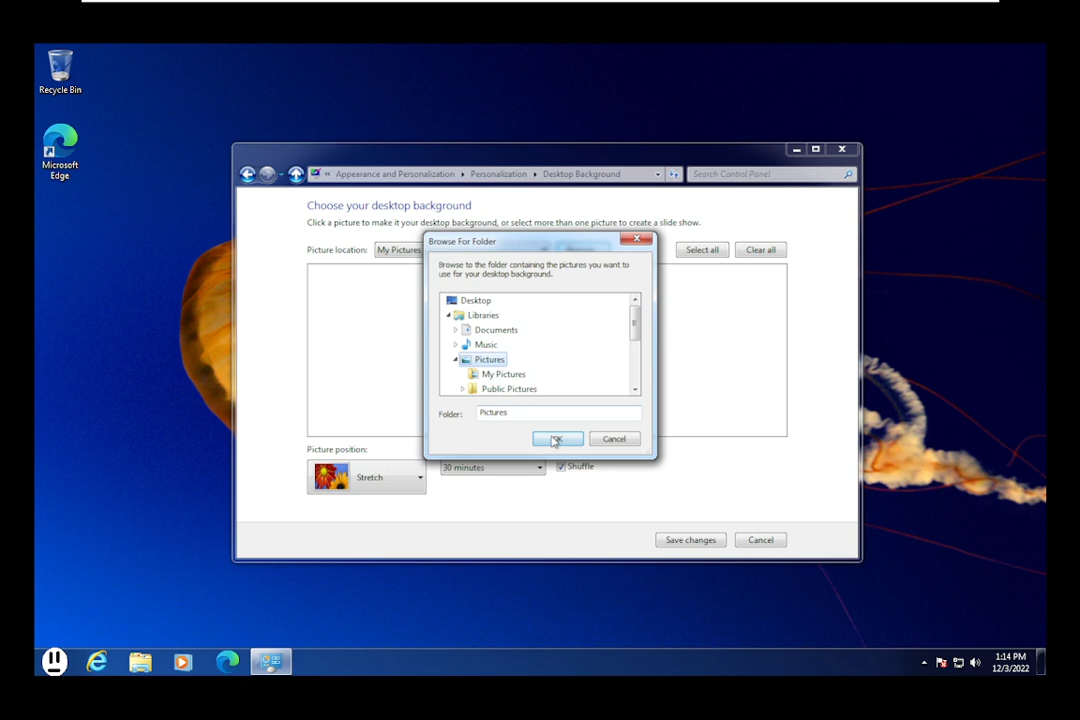 Recycle Bin
Microsoft
Edge
« Appearance and Personalization ▸ Personalization ▸ Desktop Background
Search Control Panel
Choose your desktop background
Click a picture to make it your desktop background, or select more than one picture to create a slide show.
Picture location:
My Pictures
Select all
Clear all
Browse For Folder
Browse to the folder containing the pictures you want to
use for your desktop background.
Desktop
Libraries
Documents
Music
Pictures
My Pictures
Public Pictures
Folder:
Pictures
Cancel
Picture position:
Stretch
30 minutes
Shuffle
Save changes
Cancel
1:14 PM
12/3/2022